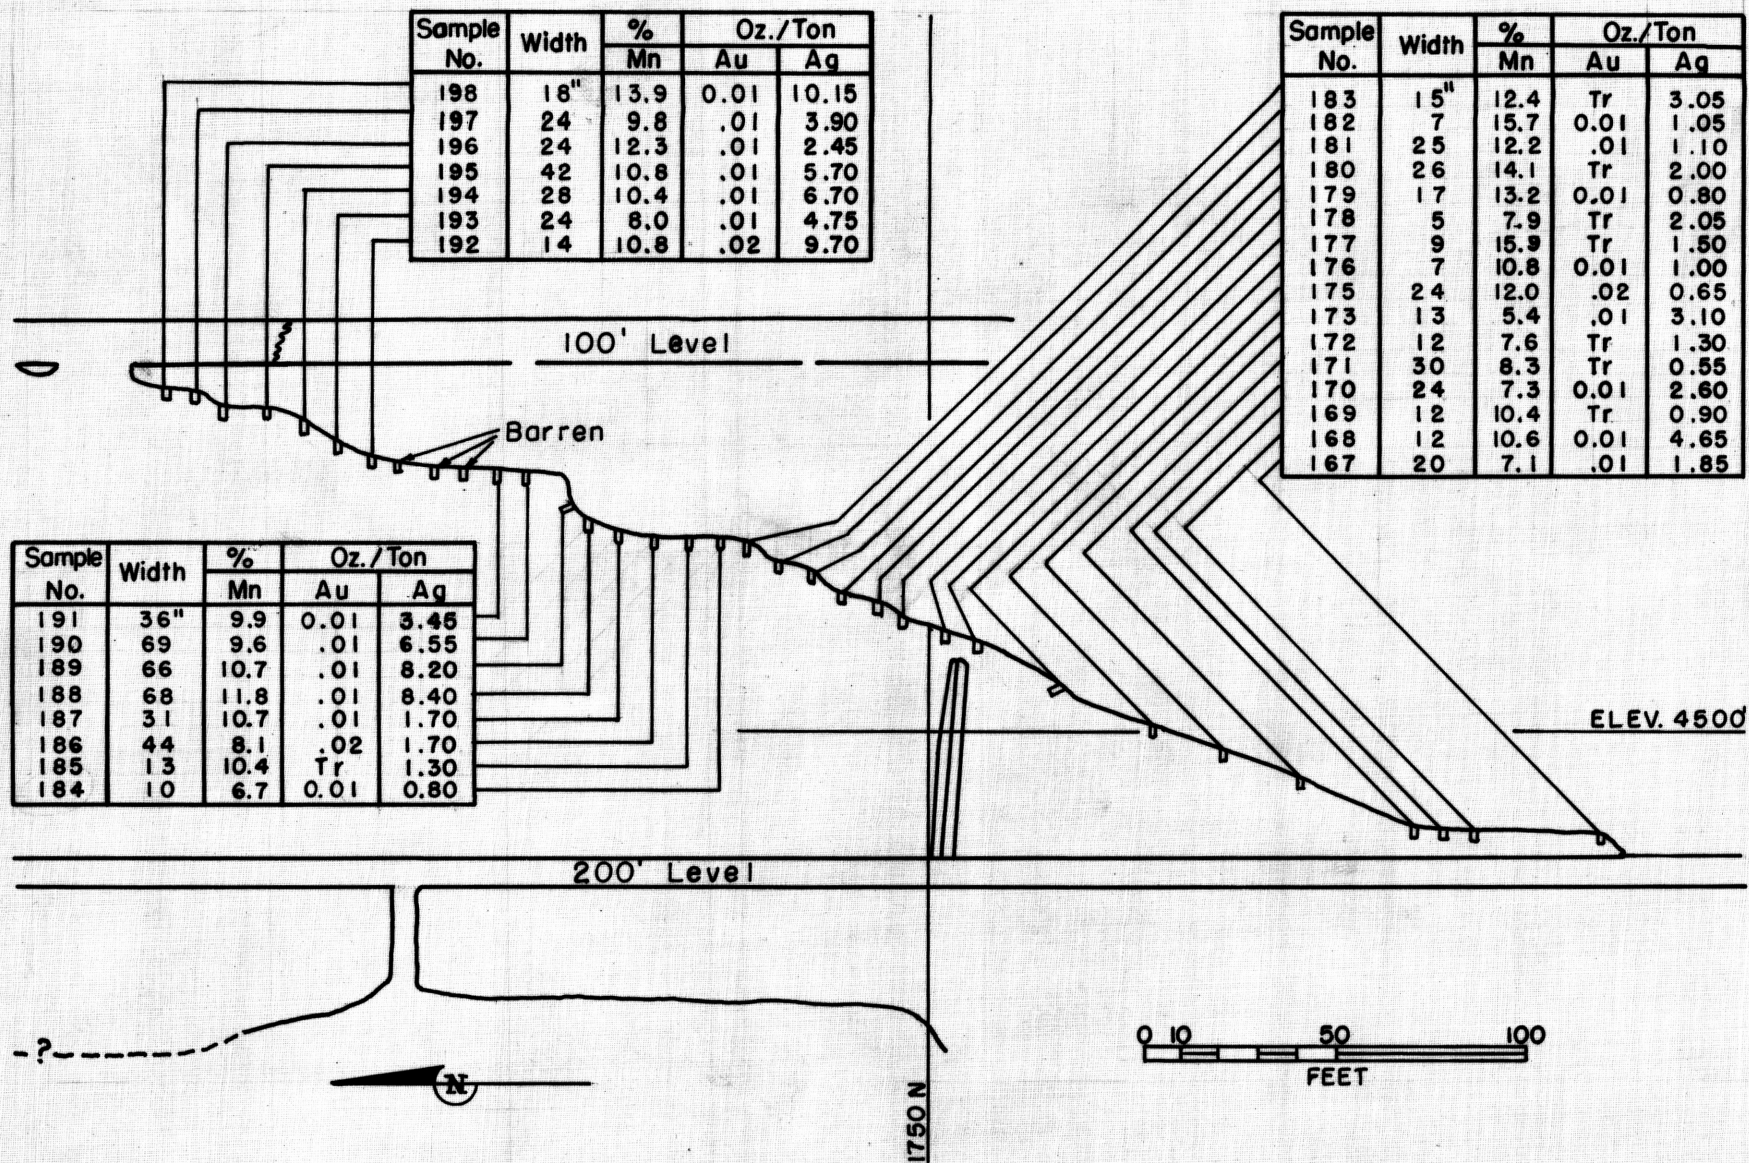 Sample No. Width % Mn Oz./Ton Au Ag
198 18" 13.9 0.01 10.15
197 24 9.8 .01 3.90
196 24 12.3 .01 2.45
195 42 10.8 .01 5.70
194 28 10.4 .01 6.70
193 24 8.0 .01 4.75
192 14 10.8 .02 9.70
Sample No. Width % Mn Oz./Ton Au Ag
183 15" 12.4 Tr 3.05
182 7 15.7 0.01 1.05
181 25 12.2 .01 1.10
180 26 14.1 Tr 2.00
179 17 13.2 0.01 0.80
178 5 7.9 Tr 2.05
177 9 15.9 Tr 1.50
176 7 10.8 0.01 1.00
175 24 12.0 .02 0.65
173 13 5.4 .01 3.10
172 12 7.6 Tr 1.30
171 30 8.3 Tr 0.55
170 24 7.3 0.01 2.60
169 12 10.4 Tr 0.90
168 12 10.6 0.01 4.65
167 20 7.1 .01 1.85
100' Level
Barren
Sample No. Width % Mn Oz./Ton Au Ag
191 36" 9.9 0.01 3.45
190 69 9.6 .01 6.55
189 66 10.7 .01 8.20
188 68 11.8 .01 8.40
187 31 10.7 .01 1.70
186 44 8.1 .02 1.70
185 13 10.4 Tr 1.30
184 10 6.7 0.01 0.80
ELEV. 4500'
200' Level
?
N
1750 N
0 10 50 100
FEET